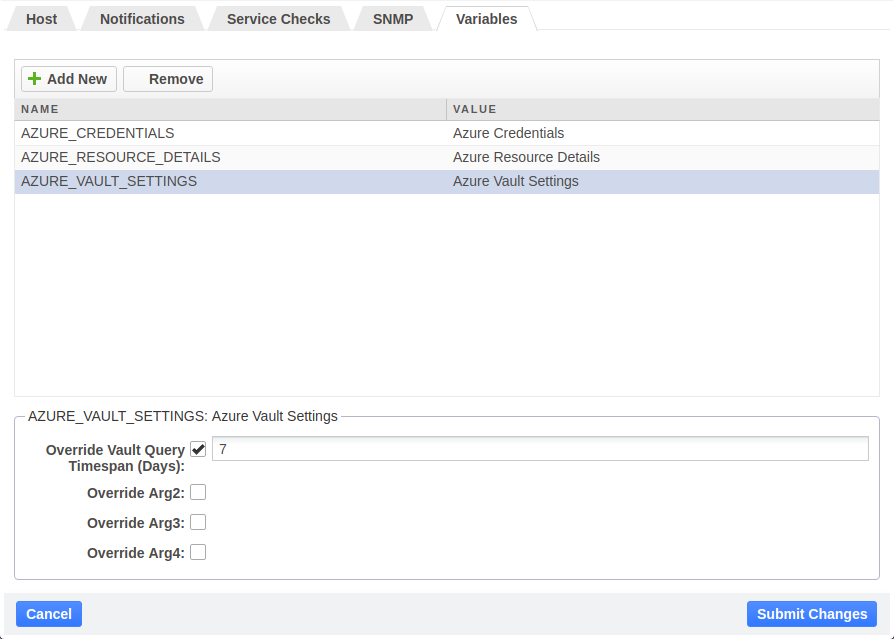 Host Notifications Service Checks SNMP Variables
Add New Remove
NAME VALUE
AZURE_CREDENTIALS Azure Credentials
AZURE_RESOURCE_DETAILS Azure Resource Details
AZURE_VAULT_SETTINGS Azure Vault Settings
AZURE_VAULT_SETTINGS: Azure Vault Settings
Override Vault Query 7
Timespan (Days):
Override Arg2:
Override Arg3:
Override Arg4:
Cancel Submit Changes